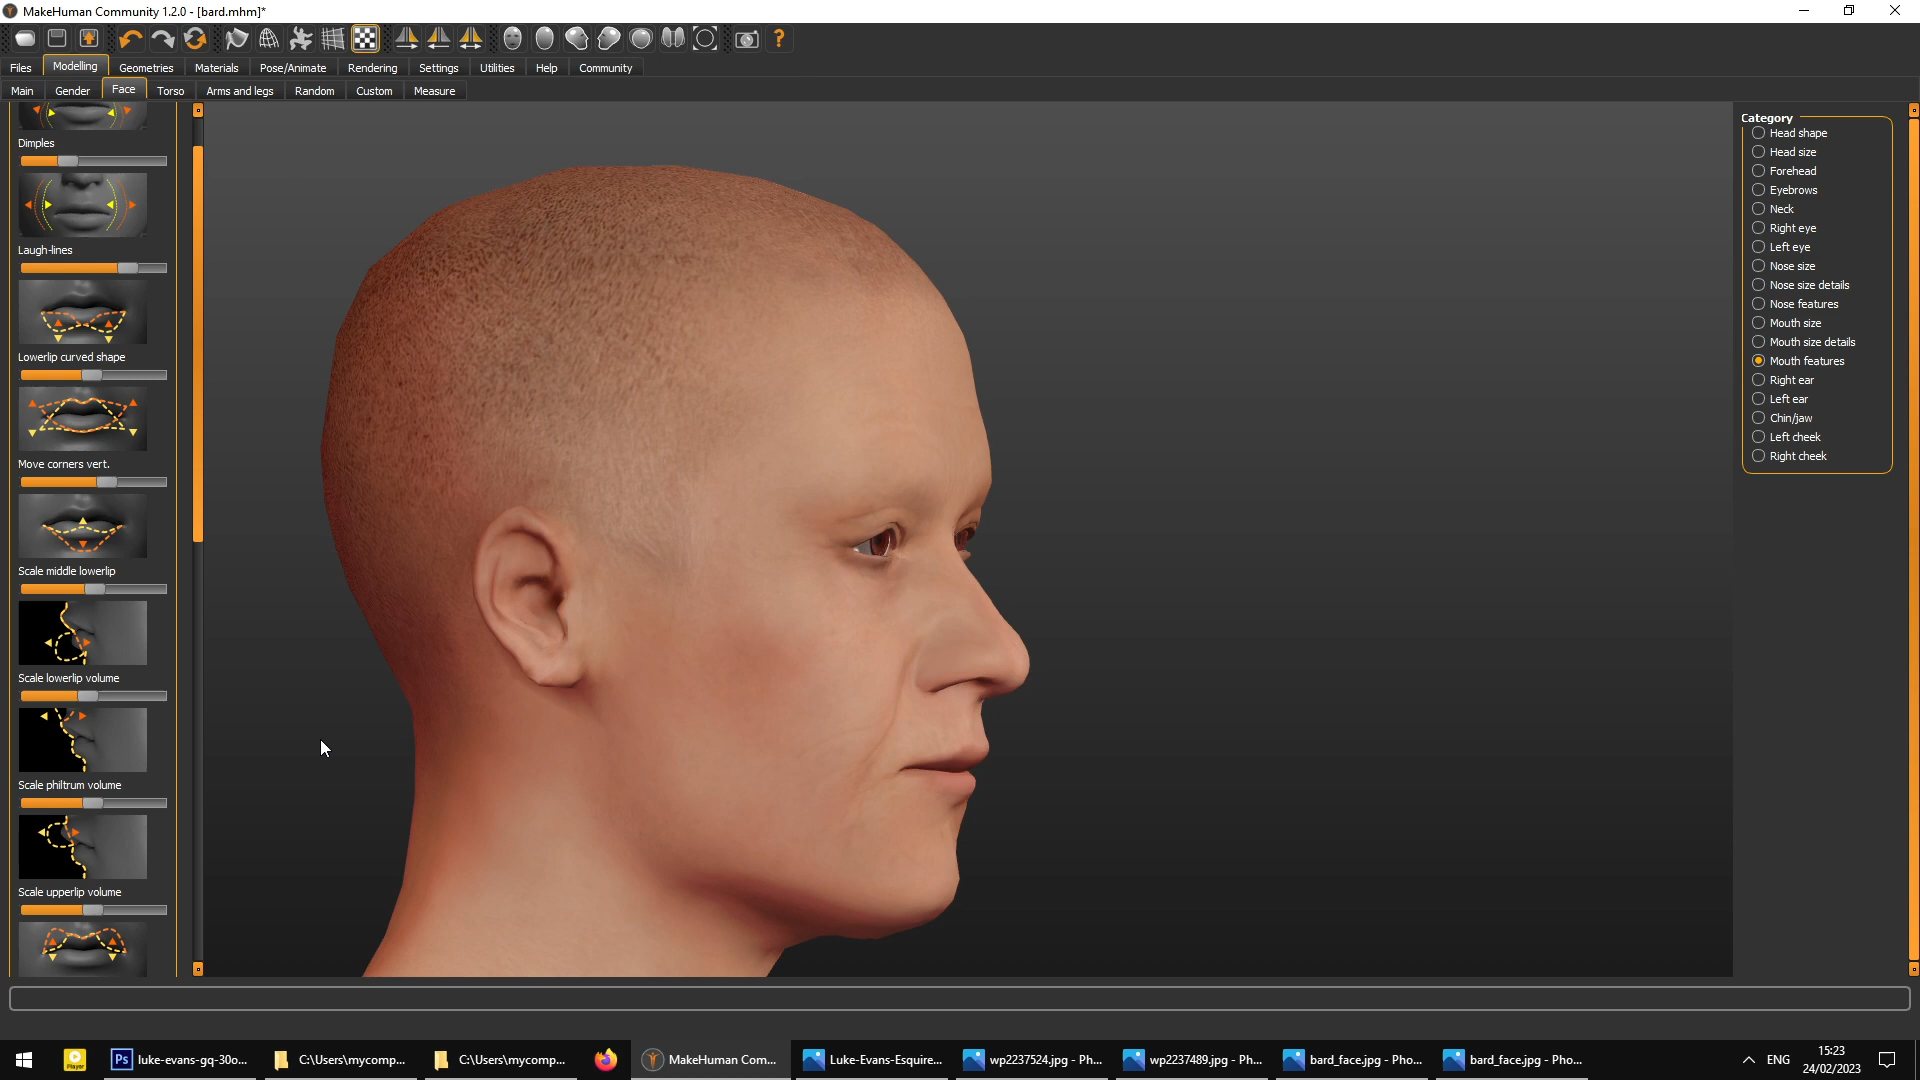 MakeHuman Community 1.2.0 - [bard.mhm]*
Files Modelling Geometries Materials Pose/Animate Rendering Settings Utilities Help Community
Main Gender Face Torso Arms and legs Random Custom Measure
Dimples
Laugh-lines
Lowerlip curved shape
Move corners vert.
Scale middle lowerlip
Scale lowerlip volume
Scale philtrum volume
Scale upperlip volume
Category
Head shape
Head size
Forehead
Eyebrows
Neck
Right eye
Left eye
Nose size
Nose size details
Nose features
Mouth size
Mouth size details
Mouth features
Right ear
Left ear
Chin/jaw
Left cheek
Right cheek
Player
Ps luke-evans-gq-30o...
C:\Users\mycomp...
C:\Users\mycomp...
MakeHuman Com...
Luke-Evans-Esquire...
wp2237524.jpg - Ph...
wp2237489.jpg - Ph...
bard_face.jpg - Pho...
bard_face.jpg - Pho...
ENG
15:23
24/02/2023